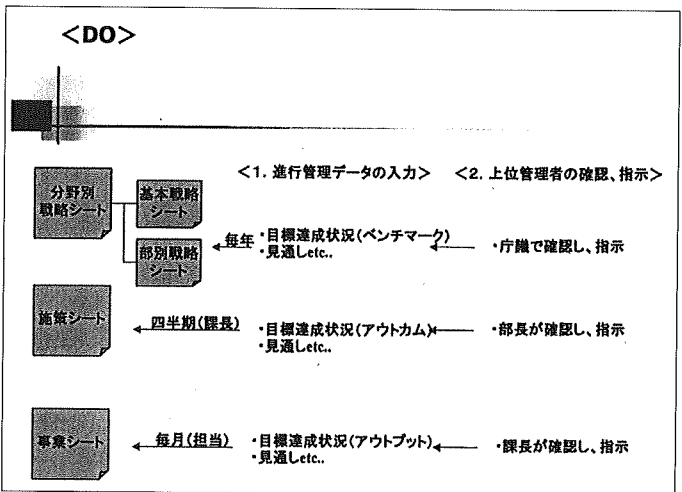 <DO>
<1. 進行管理データの入力>
<2. 上位管理者の確認、指示>
分野別
戦略シート
基本戦略
シート
部別戦略
シート
毎年
・目標達成状況(ベンチマーク)
・見通しetc..
・庁議で確認し、指示
施策シート
四半期(課長)
・目標達成状況(アウトカム)
・見通しetc..
・部長が確認し、指示
事業シート
毎月(担当)
・目標達成状況(アウトプット)
・見通しetc..
・課長が確認し、指示